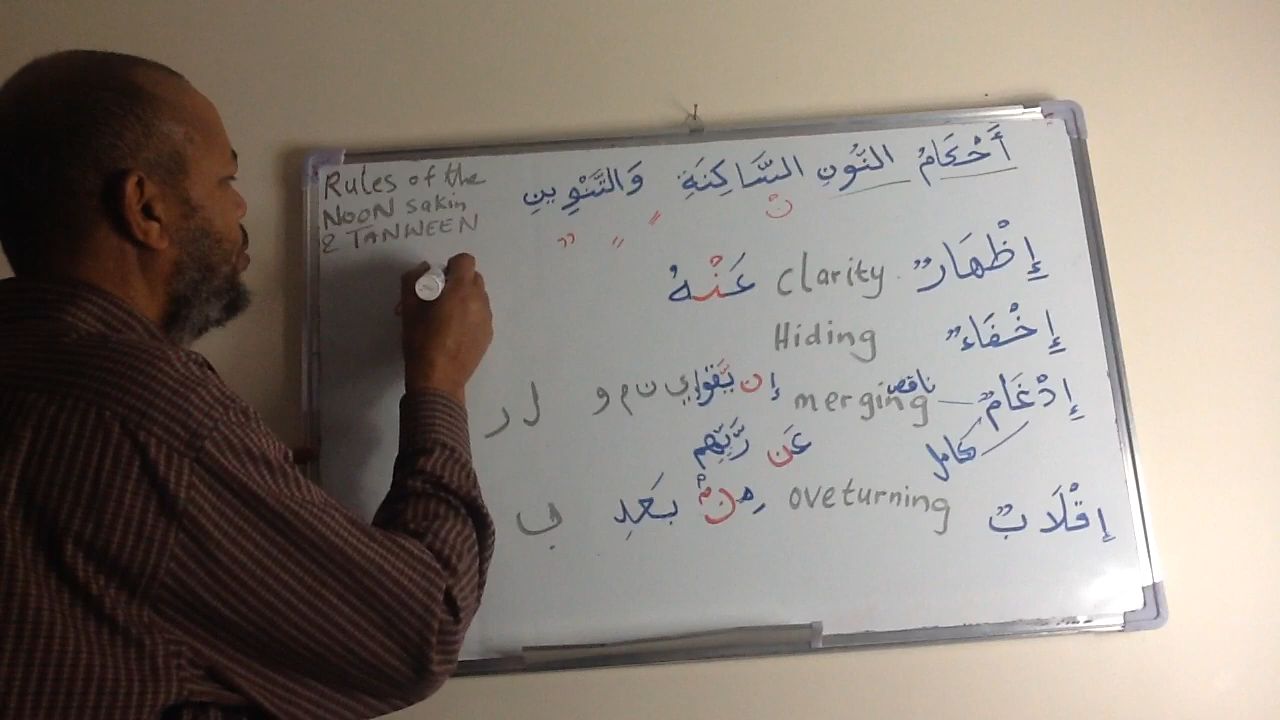 أَحْكَامُ النُّونِ السَّاكِنَةِ وَالتَّنْوِينِ
Rules of the
NOON sakin
& TANWEEN
نْ ً ٍ ٌ
إِظْهَارٌ clarity عَنْهُ
إِخْفَاءٌ Hiding
إِدْغَامٌ ناقص merging إِن يَقُولُ ي ن م و ل ر
كامل عَن رَّبِّهِم
إِقْلَابٌ oveturning مِنۢ بَعَدِ ب